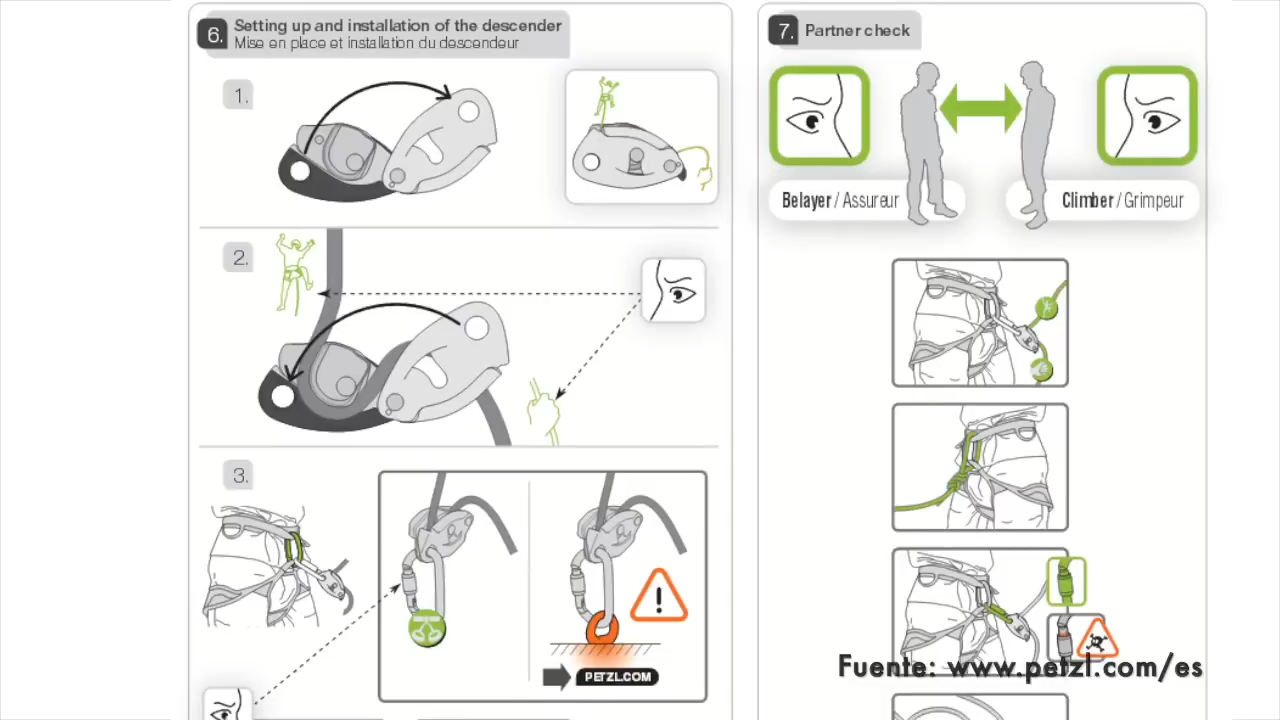 6. Setting up and installation of the descender
Mise en place et installation du descendeur
1.
2.
3.
PETZL.COM
7. Partner check
Belayer / Assureur
Climber / Grimpeur
Fuente: www.petzl.com/es